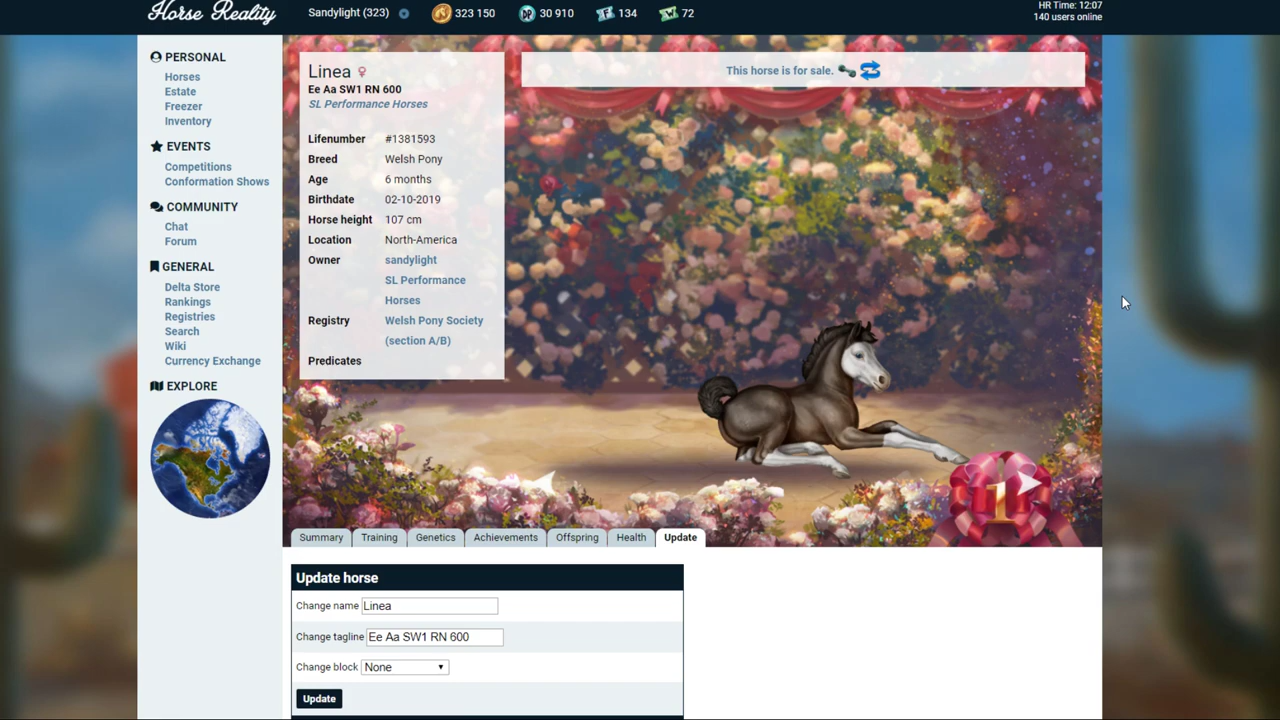 Horse Reality
Sandylight (323)
323 150
DP
30 910
F
134
W
72
HR Time: 12:07
140 users online
PERSONAL
Horses
Estate
Freezer
Inventory
EVENTS
Competitions
Conformation Shows
COMMUNITY
Chat
Forum
GENERAL
Delta Store
Rankings
Registries
Search
Wiki
Currency Exchange
EXPLORE
Linea ♀
Ee Aa SW1 RN 600
SL Performance Horses
Lifenumber #1381593
Breed Welsh Pony
Age 6 months
Birthdate 02-10-2019
Horse height 107 cm
Location North-America
Owner sandylight
SL Performance
Horses
Registry Welsh Pony Society
(section A/B)
Predicates
This horse is for sale.
1
Summary
Training
Genetics
Achievements
Offspring
Health
Update
Update horse
Change name Linea
Change tagline Ee Aa SW1 RN 600
Change block None
Update